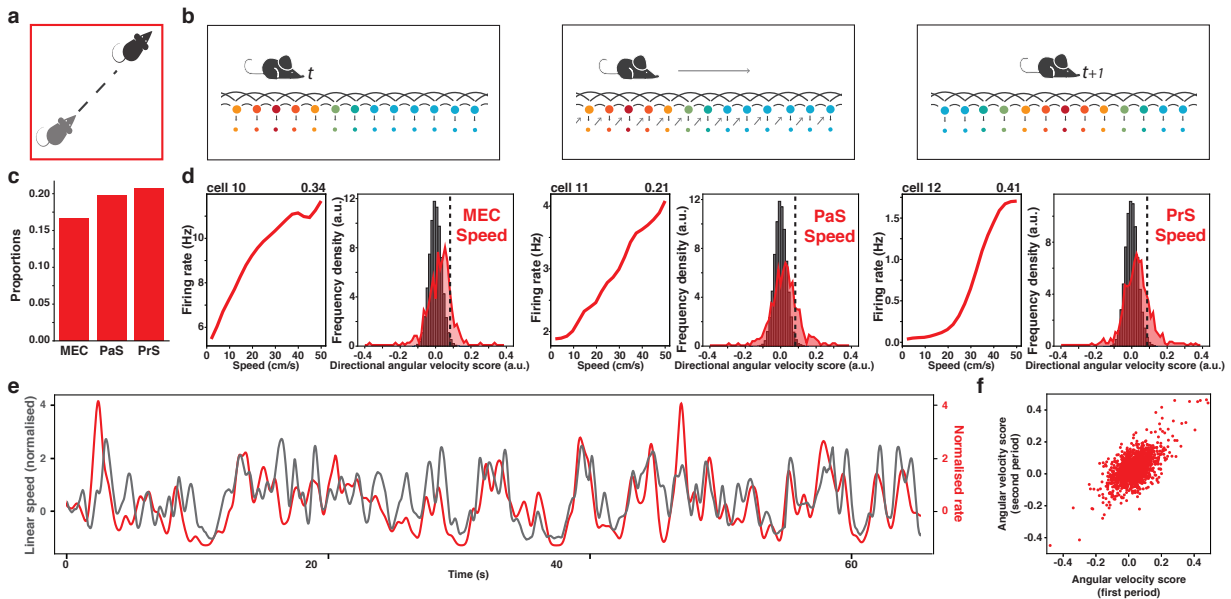 a
b
t
t+1
c
Proportions
0.20
0.15
0.10
0.05
0.00
MEC PaS PrS
d
cell 10 0.34
Firing rate (Hz)
10
8
6
0 10 20 30 40 50
Speed (cm/s)
Frequency density (a.u.)
12
8
4
0
MEC
Speed
-0.4 -0.2 0.0 0.2 0.4
Directional angular velocity score (a.u.)
cell 11 0.21
Firing rate (Hz)
4
3
2
0 10 20 30 40 50
Speed (cm/s)
Frequency density (a.u.)
12
8
4
0
PaS
Speed
-0.4 -0.2 0.0 0.2 0.4
Directional angular velocity score (a.u.)
cell 12 0.41
Firing rate (Hz)
1.5
1.0
0.5
0.0
0 10 20 30 40 50
Speed (cm/s)
Frequency density (a.u.)
8
4
0
PrS
Speed
-0.4 -0.2 0.0 0.2 0.4
Directional angular velocity score (a.u.)
e
Linear speed (normalised)
4
2
0
4
2
0
Normalised rate
0 20 40 60
Time (s)
f
Angular velocity score
(second period)
0.4
0.2
0.0
-0.2
-0.4
-0.4 -0.2 0.0 0.2 0.4
Angular velocity score
(first period)